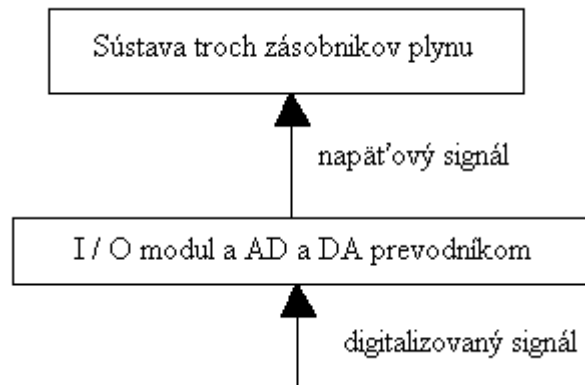 Sústava troch zásobnikov plynu
napäťový signál
I / O modul a AD a DA prevodníkom
digitalizovaný signál